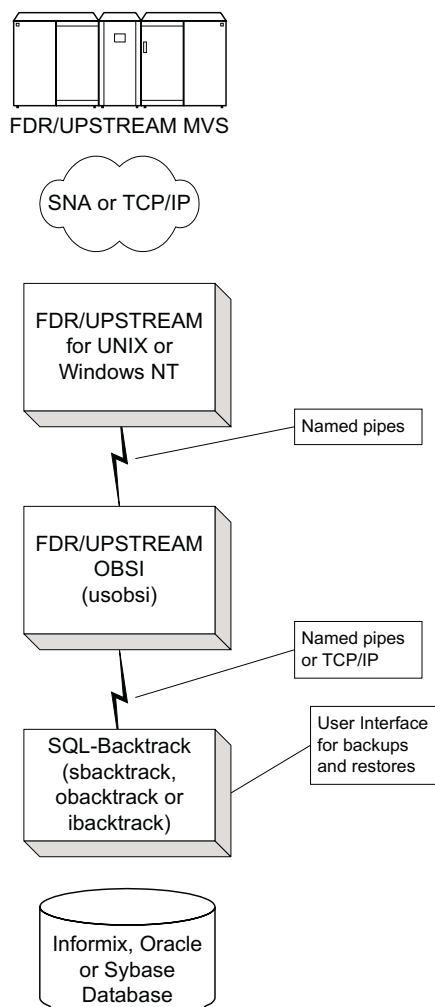 FDR/UPSTREAM MVS
SNA or TCP/IP
FDR/UPSTREAM
for UNIX or
Windows NT
Named pipes
FDR/UPSTREAM
OBSI
(usobsi)
Named pipes
or TCP/IP
SQL-Backtrack
(sbacktrack,
obacktrack or
ibacktrack)
User Interface
for backups
and restores
Informix, Oracle
or Sybase
Database